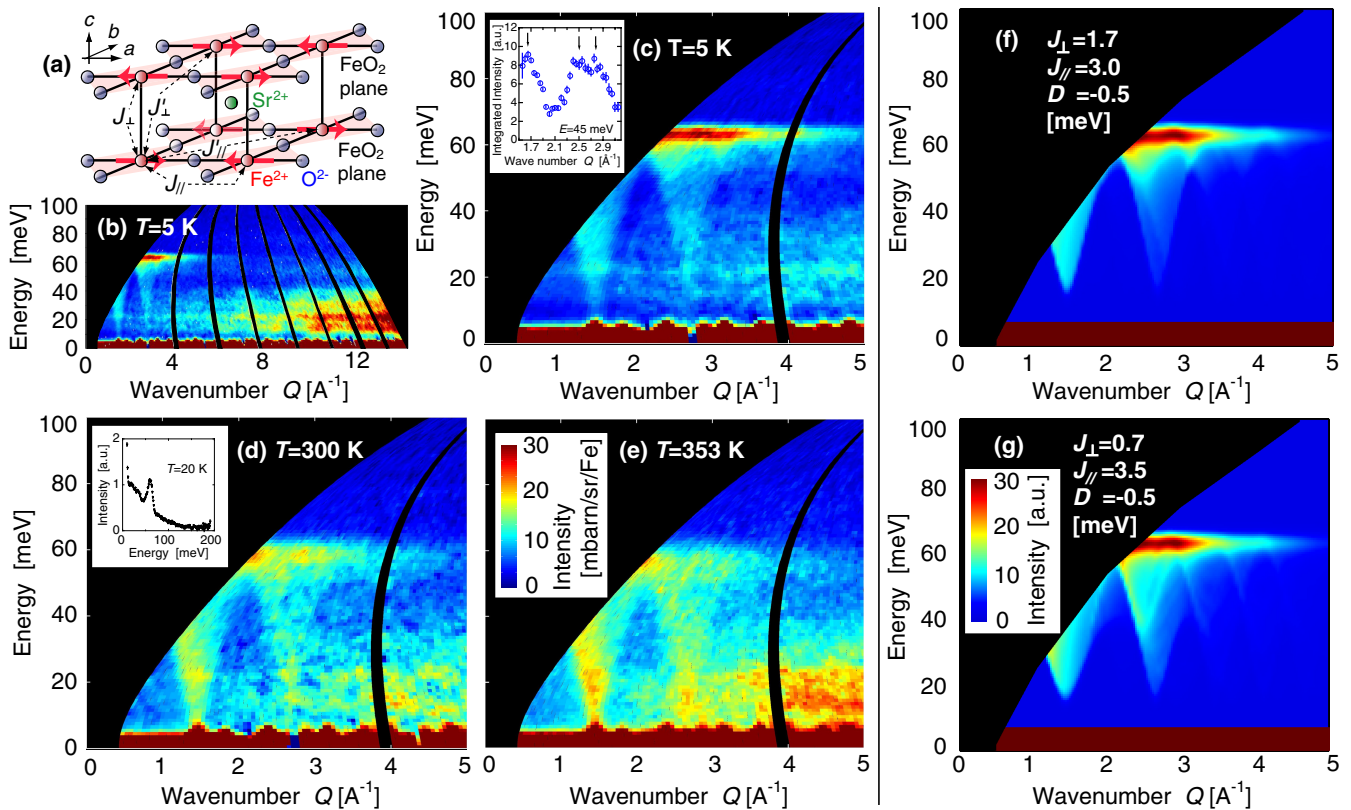 c
b
a
(a)
FeO2
plane
Sr2+
J⊥
J'⊥
J'//
FeO2
plane
J//
Fe2+
O2-
(b) T=5 K
Energy [meV]
100
80
60
40
20
0
0
4
8
12
Wavenumber Q [A-1]
(c) T=5 K
Integrated Intensity [a.u.]
12
10
8
6
4
2
0
E=45 meV
1.7
2.1
2.5
2.9
Wave number Q [Å-1]
Energy [meV]
100
80
60
40
20
0
0
1
2
3
4
5
Wavenumber Q [A-1]
(f)
J⊥=1.7
J//=3.0
D =-0.5
[meV]
Energy [meV]
100
80
60
40
20
0
0
1
2
3
4
5
Wavenumber Q [A-1]
(d) T=300 K
Intensity [a.u.]
2
1
0
T=20 K
0
100
200
Energy [meV]
Energy [meV]
100
80
60
40
20
0
0
1
2
3
4
5
Wavenumber Q [A-1]
(e) T=353 K
30
20
10
0
Intensity
[mbarn/sr/Fe]
0
1
2
3
4
5
Wavenumber Q [A-1]
(g)
J⊥=0.7
J//=3.5
D =-0.5
[meV]
30
20
10
0
Intensity [a.u.]
Energy [meV]
100
80
60
40
20
0
0
1
2
3
4
5
Wavenumber Q [A-1]